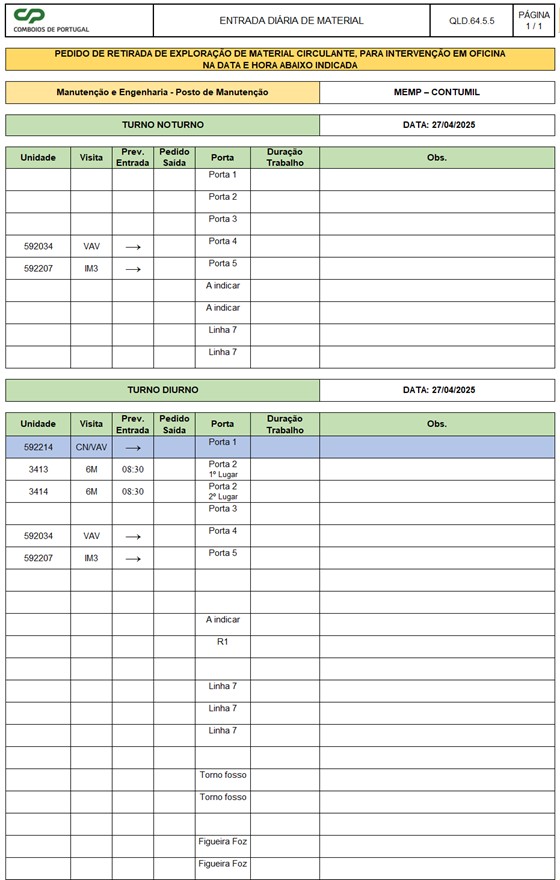 CP
COMBOIOS DE PORTUGAL
ENTRADA DIÁRIA DE MATERIAL
QLD.64.5.5
PÁGINA
1 / 1
PEDIDO DE RETIRADA DE EXPLORAÇÃO DE MATERIAL CIRCULANTE, PARA INTERVENÇÃO EM OFICINA
NA DATA E HORA ABAIXO INDICADA
Manutenção e Engenharia - Posto de Manutenção MEMP – CONTUMIL
TURNO NOTURNO DATA: 27/04/2025
Unidade Visita Prev. Entrada Pedido Saída Porta Duração Trabalho Obs.
Porta 1
Porta 2
Porta 3
592034 VAV → Porta 4
592207 IM3 → Porta 5
A indicar
A indicar
Linha 7
Linha 7
TURNO DIURNO DATA: 27/04/2025
Unidade Visita Prev. Entrada Pedido Saída Porta Duração Trabalho Obs.
592214 CN/VAV → Porta 1
3413 6M 08:30 Porta 2
1º Lugar
3414 6M 08:30 Porta 2
2º Lugar
Porta 3
592034 VAV → Porta 4
592207 IM3 → Porta 5
A indicar
R1
Linha 7
Linha 7
Linha 7
Torno fosso
Torno fosso
Figueira Foz
Figueira Foz